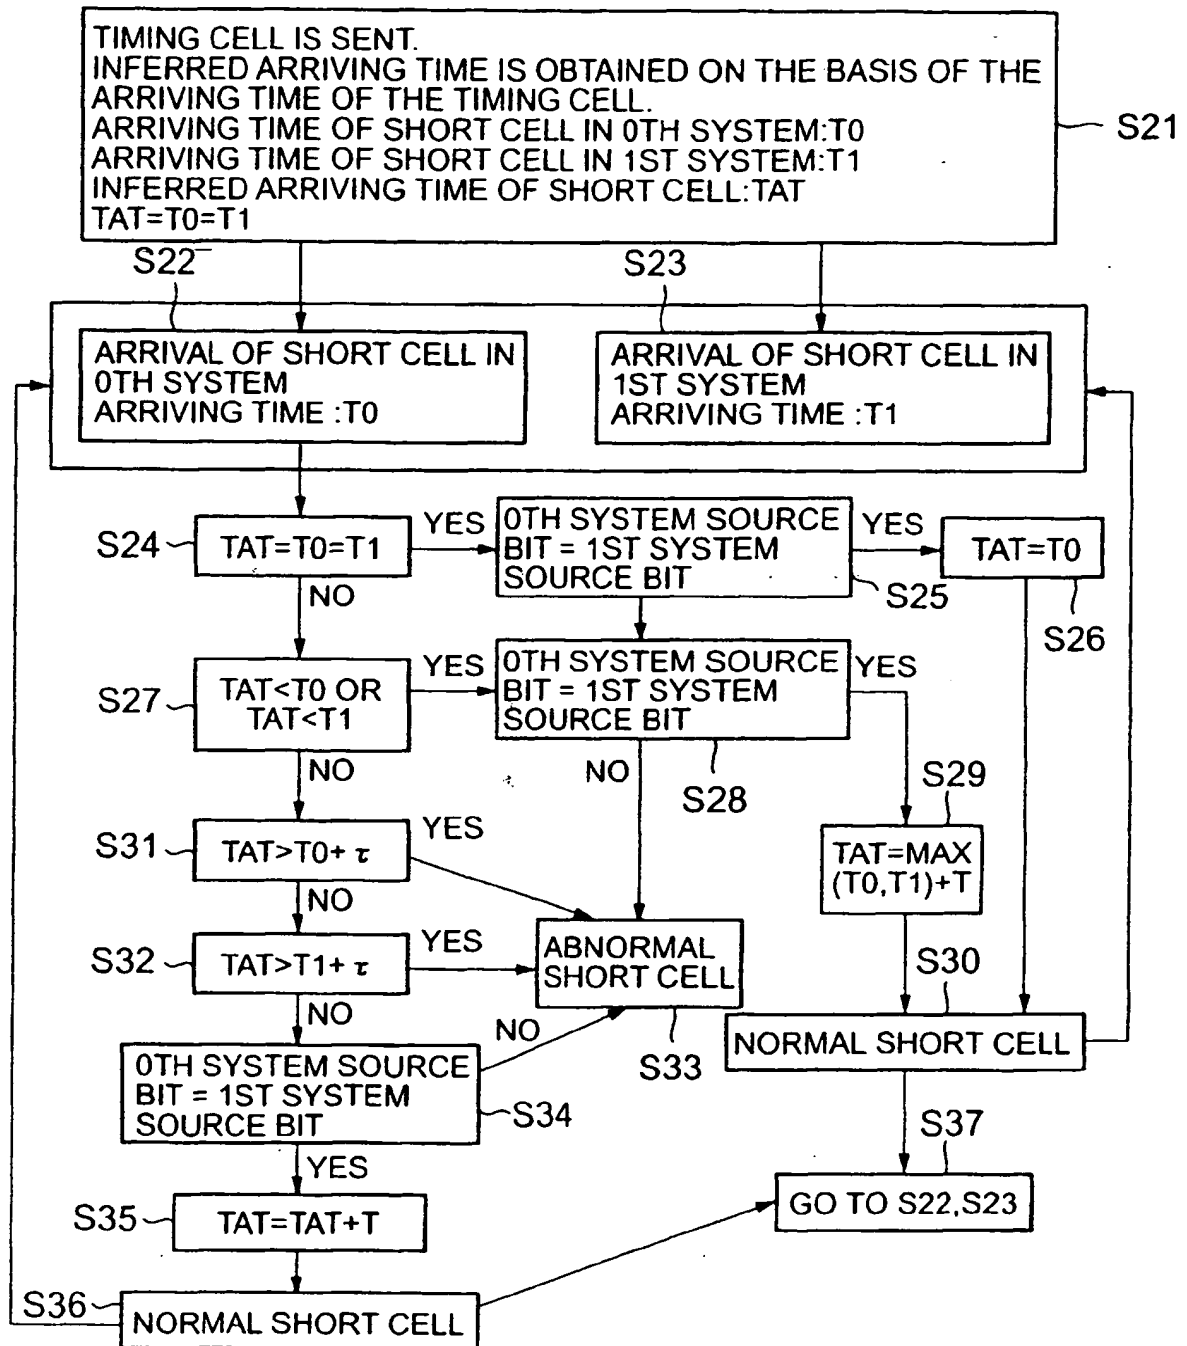 TIMING CELL IS SENT.
INFERRED ARRIVING TIME IS OBTAINED ON THE BASIS OF THE
ARRIVING TIME OF THE TIMING CELL.
ARRIVING TIME OF SHORT CELL IN 0TH SYSTEM:T0
ARRIVING TIME OF SHORT CELL IN 1ST SYSTEM:T1
INFERRED ARRIVING TIME OF SHORT CELL:TAT
TAT=T0=T1
S21
S22
S23
ARRIVAL OF SHORT CELL IN
0TH SYSTEM
ARRIVING TIME :T0
ARRIVAL OF SHORT CELL IN
1ST SYSTEM
ARRIVING TIME :T1
S24
TAT=T0=T1
YES
0TH SYSTEM SOURCE
BIT = 1ST SYSTEM
SOURCE BIT
YES
TAT=T0
S25
S26
NO
S27
TAT<T0 OR
TAT<T1
YES
0TH SYSTEM SOURCE
BIT = 1ST SYSTEM
SOURCE BIT
YES
S28
NO
NO
S29
TAT=MAX
(T0,T1)+T
S31
TAT>T0+ τ
YES
NO
S32
TAT>T1+ τ
YES
ABNORMAL
SHORT CELL
S33
S30
NORMAL SHORT CELL
NO
0TH SYSTEM SOURCE
BIT = 1ST SYSTEM
SOURCE BIT
NO
S34
YES
S37
GO TO S22,S23
S35
TAT=TAT+T
S36
NORMAL SHORT CELL